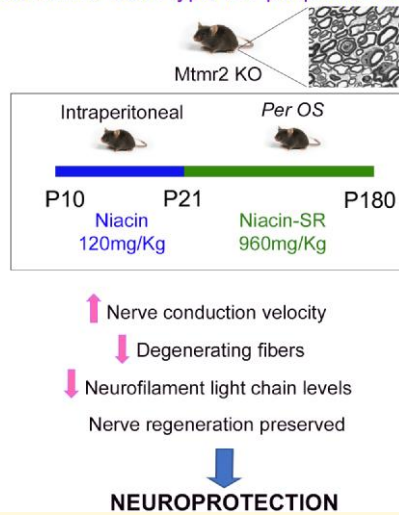 Mtmr2 KO
Intraperitoneal Per OS
P10 P21 P180
Niacin Niacin-SR
120mg/Kg 960mg/Kg
Nerve conduction velocity
Degenerating fibers
Neurofilament light chain levels
Nerve regeneration preserved
NEUROPROTECTION